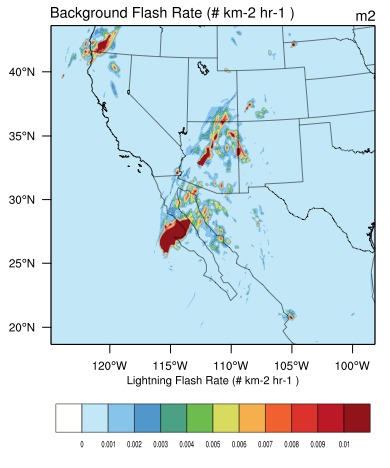 Background Flash Rate (# km-2 hr-1 )
m2
40°N
35°N
30°N
25°N
20°N
120°W 115°W 110°W 105°W 100°W
Lightning Flash Rate (# km-2 hr-1 )
0 0.001 0.002 0.003 0.004 0.005 0.006 0.007 0.008 0.009 0.01